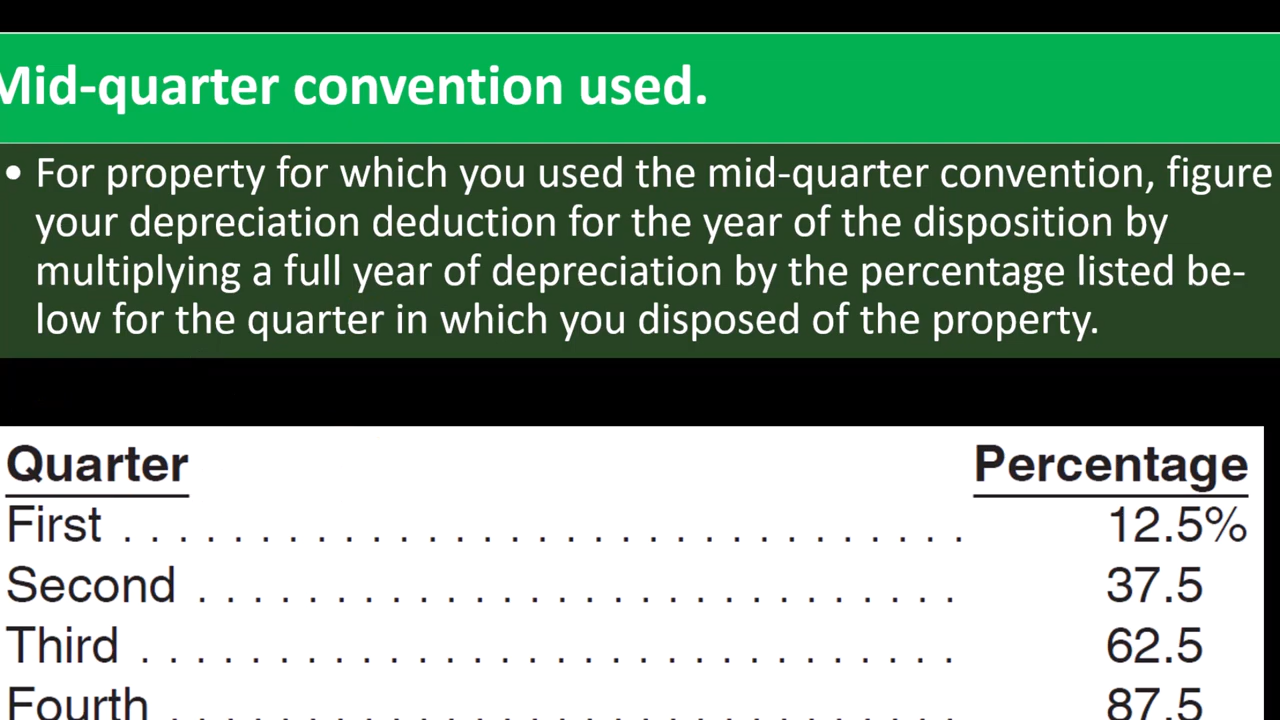 Mid-quarter convention used.
• For property for which you used the mid-quarter convention, figure
your depreciation deduction for the year of the disposition by
multiplying a full year of depreciation by the percentage listed be-
low for the quarter in which you disposed of the property.
Quarter Percentage
First . . . . . . . . . . . . . . . . . . . . . . . . . . . . . . . 12.5%
Second . . . . . . . . . . . . . . . . . . . . . . . . . . . . 37.5
Third . . . . . . . . . . . . . . . . . . . . . . . . . . . . . . 62.5
Fourth . . . . . . . . . . . . . . . . . . . . . . . . . . . . . 87.5